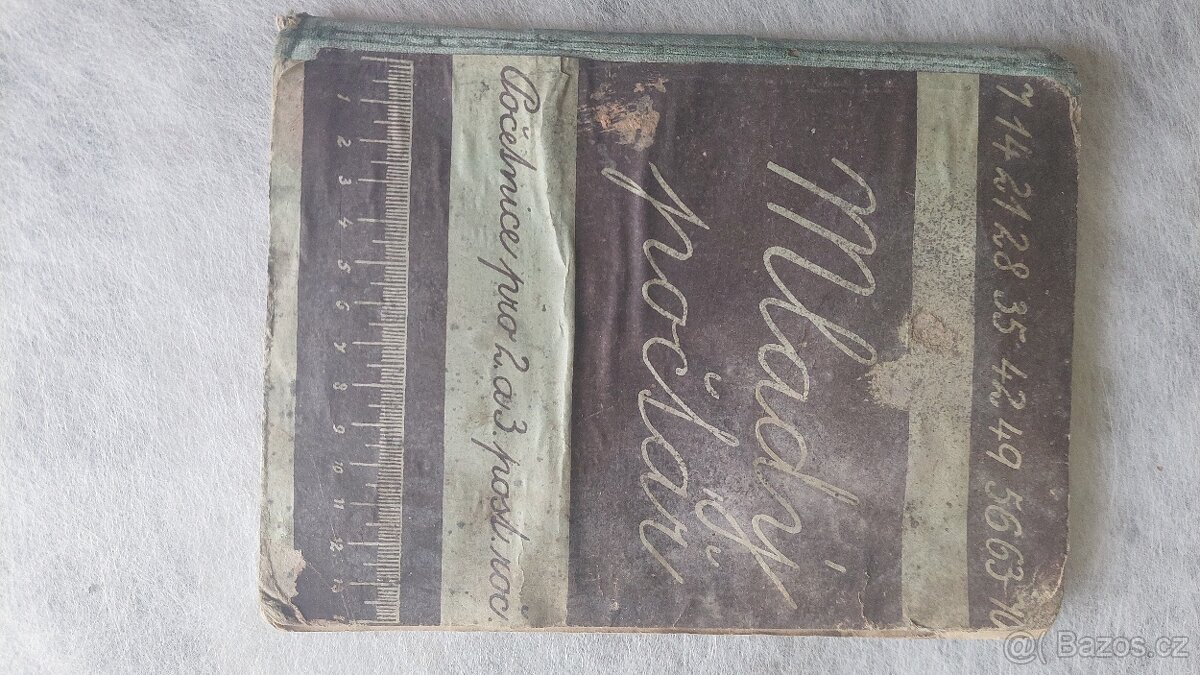 7 14 21 28 35 42 49 56 63 70
Mladý
počtář
Početnice pro 2. a 3. post. roč.
1 2 3 4 5 6 7 8 9 10 11 12 13
@( Bazos.cz